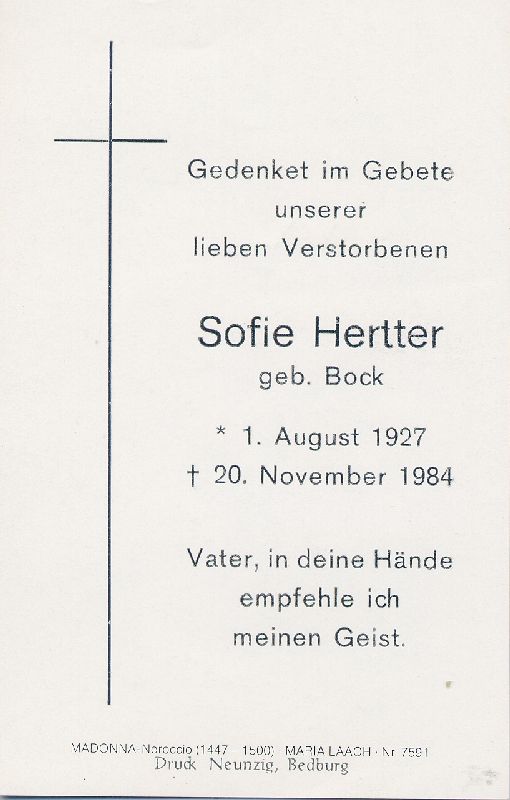 Gedenket im Gebete
unserer
lieben Verstorbenen
Sofie Hertter
geb. Bock
* 1. August 1927
† 20. November 1984
Vater, in deine Hände
empfehle ich
meinen Geist.
MADONNA-Noroccio (1447 - 1500) MARIA LAACH · Nr. 7591
Druck Neunzig, Bedburg